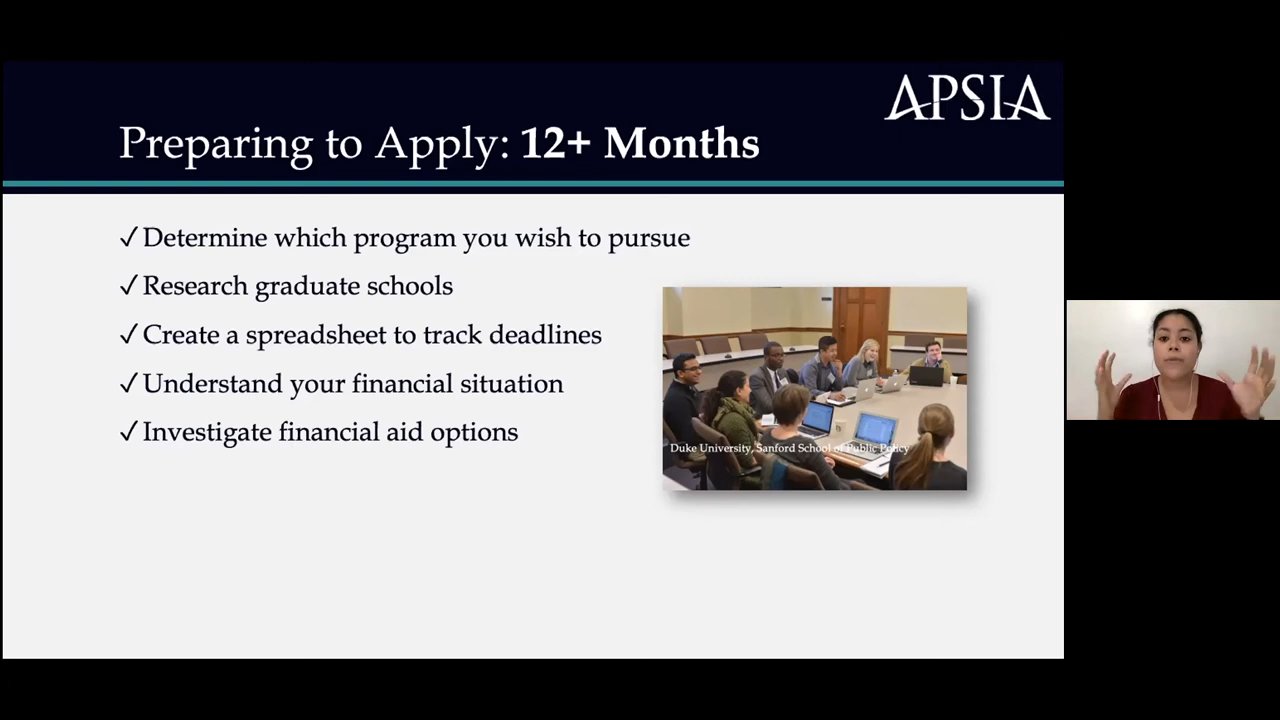 APSIA
Preparing to Apply: 12+ Months
✓Determine which program you wish to pursue
✓Research graduate schools
✓Create a spreadsheet to track deadlines
✓Understand your financial situation
✓Investigate financial aid options
Duke University, Sanford School of Public Policy